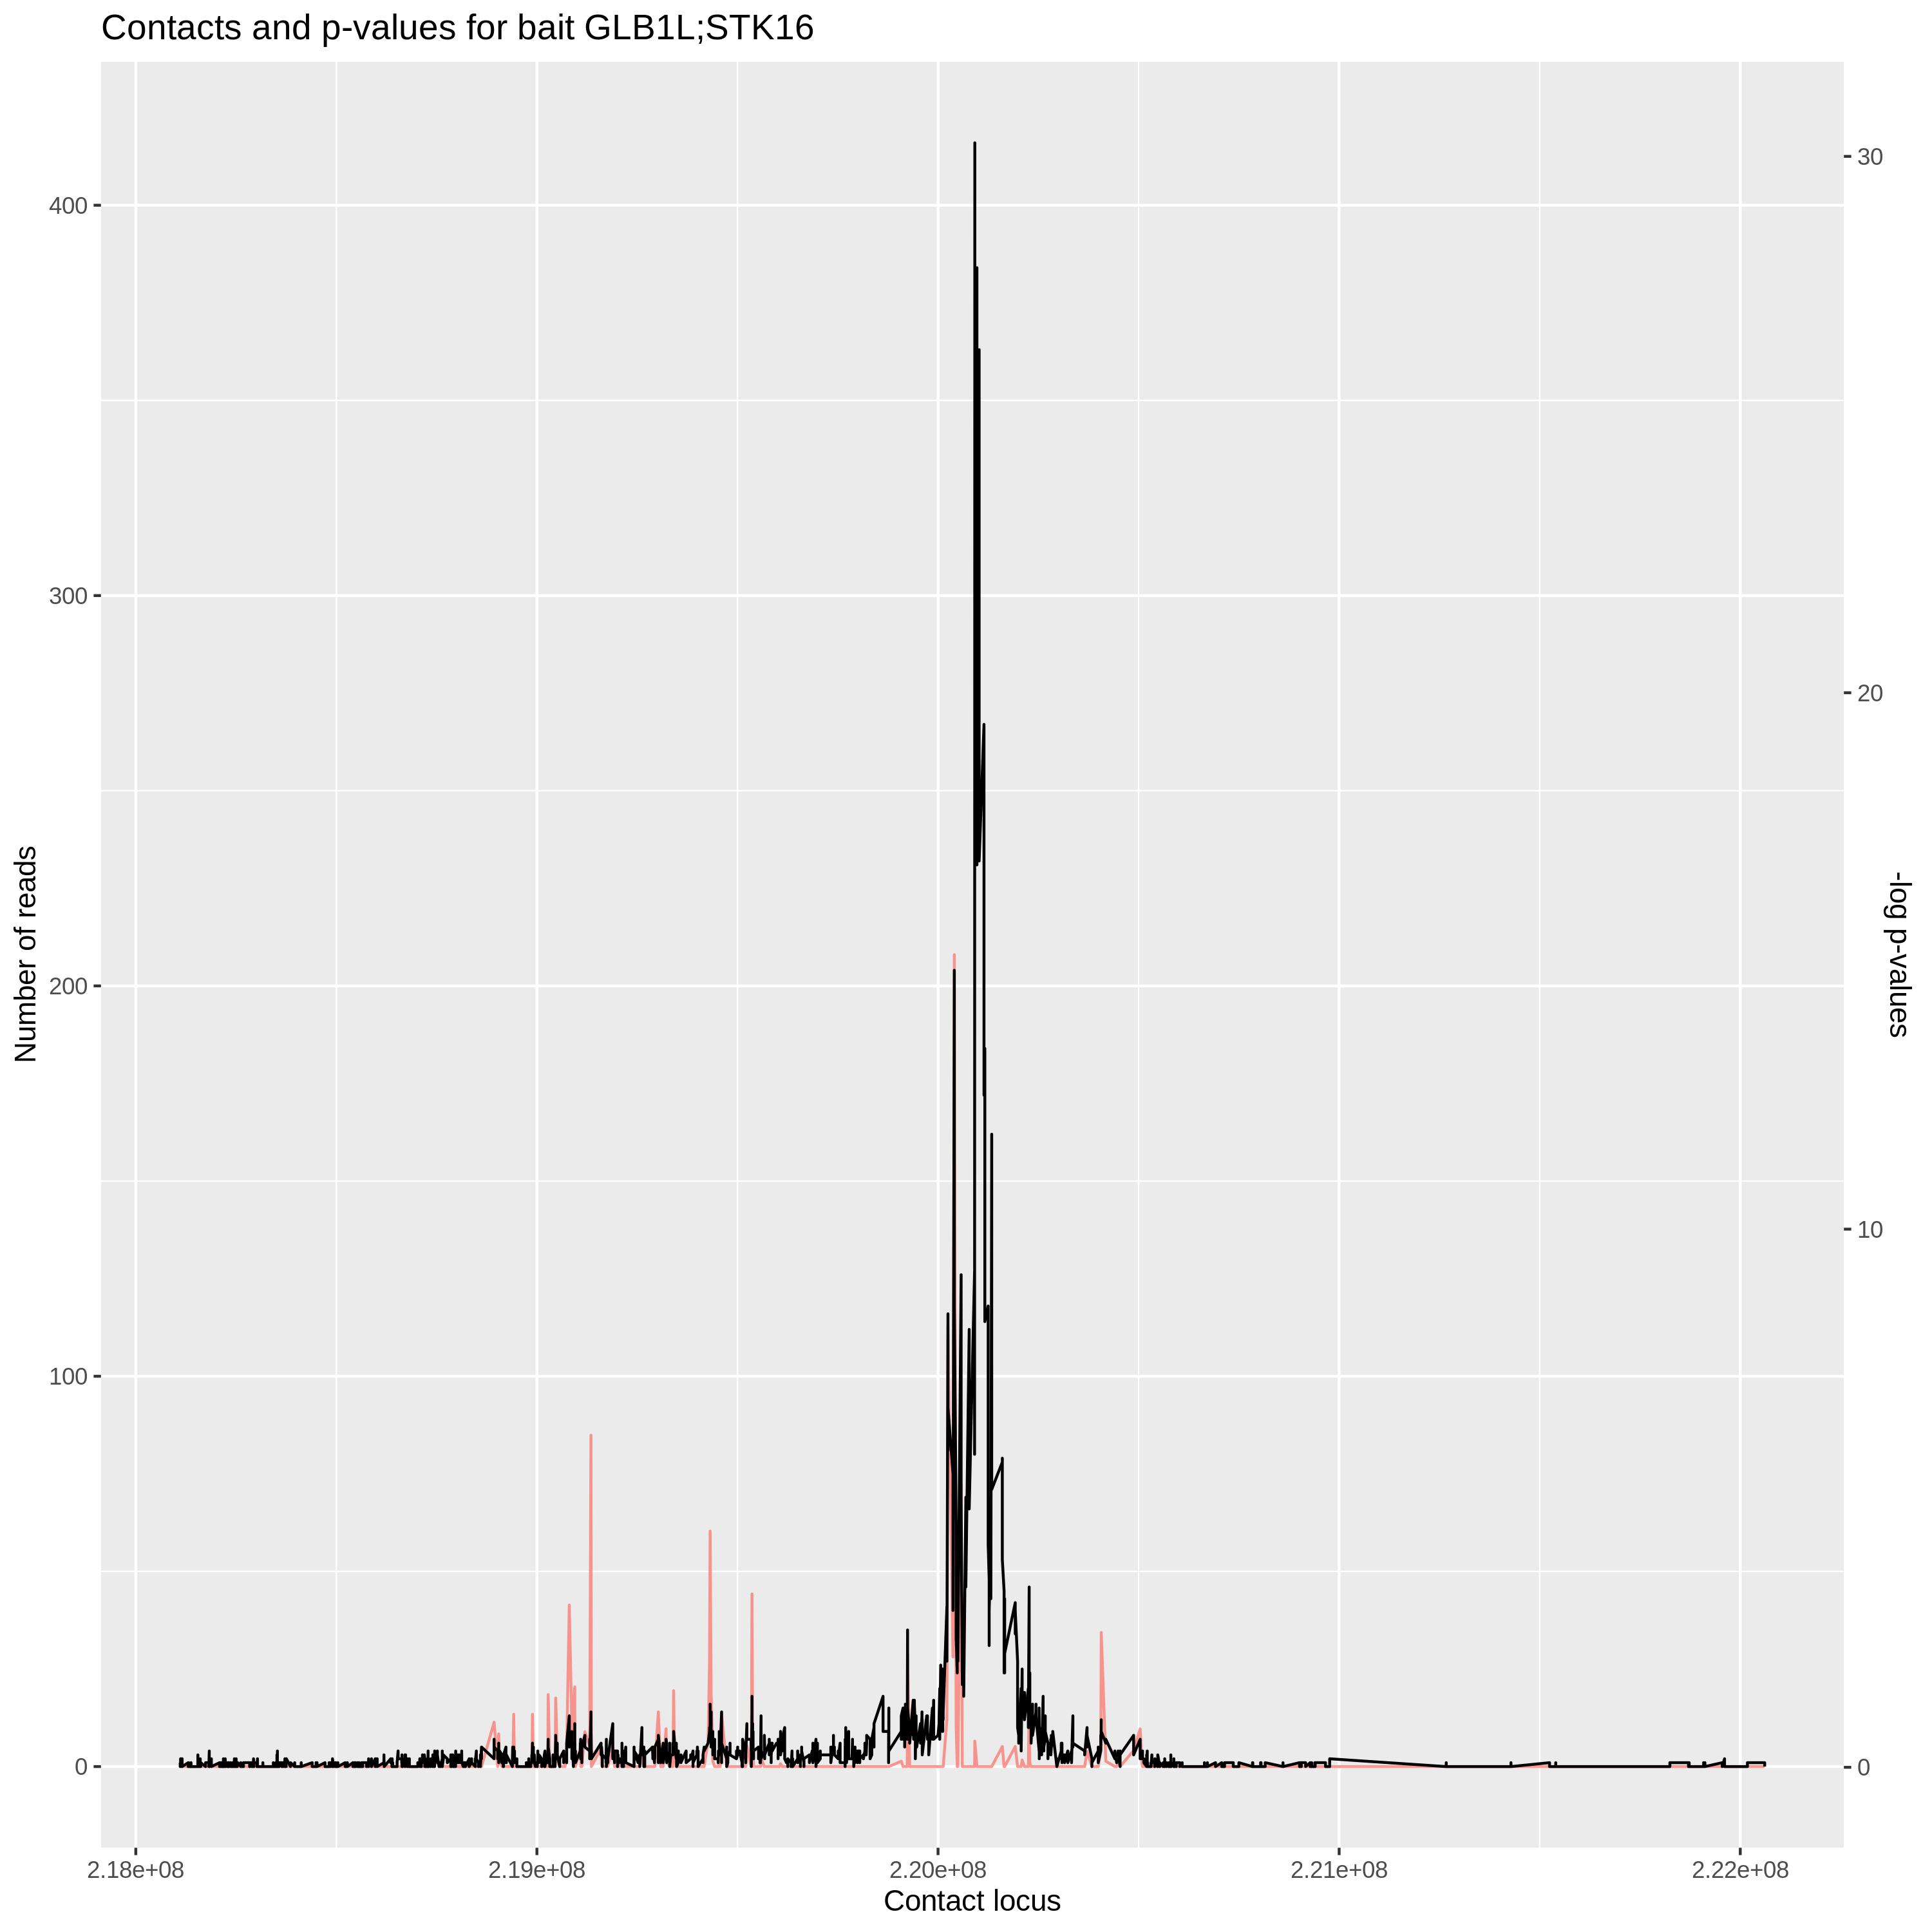 Contacts and p-values for bait GLB1L;STK16
Number of reads
400
300
200
100
0
30
20
10
0
-log p-values
2.18e+08
2.19e+08
2.20e+08
2.21e+08
2.22e+08
Contact locus